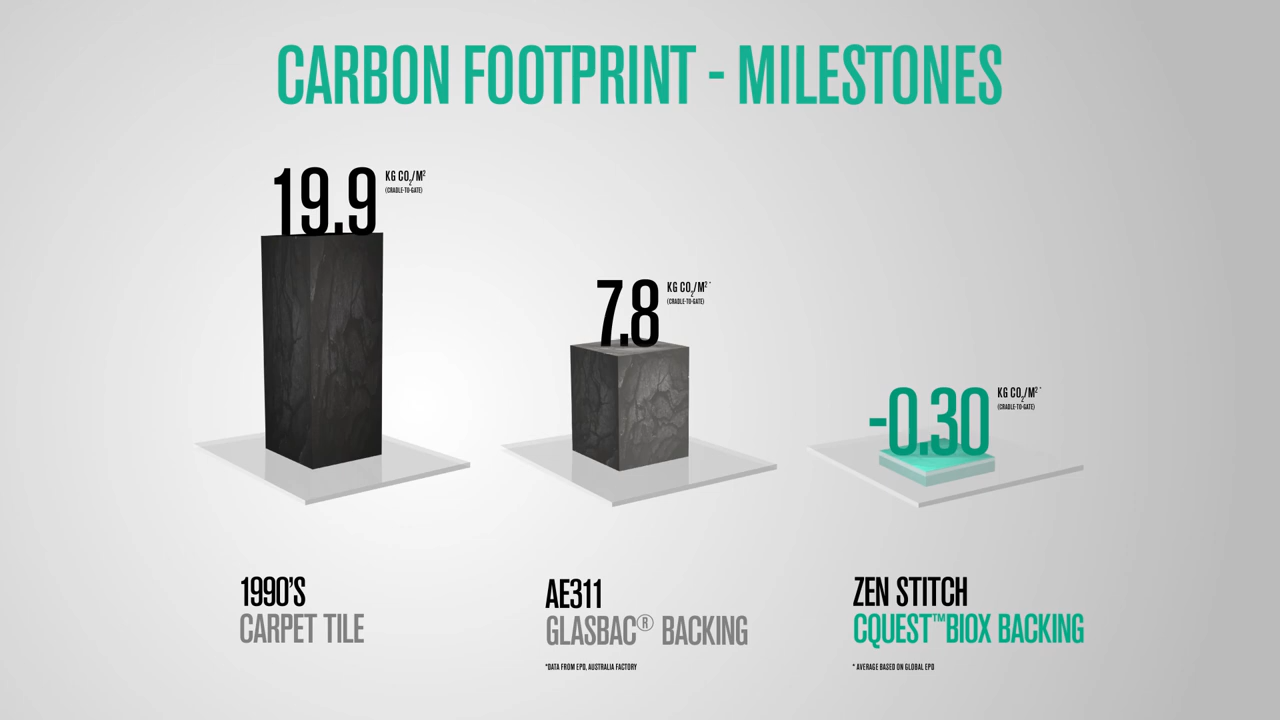 CARBON FOOTPRINT - MILESTONES
19.9 KG CO₂/M²
(CRADLE-TO-GATE)
7.8 KG CO₂/M² *
(CRADLE-TO-GATE)
-0.30 KG CO₂/M² *
(CRADLE-TO-GATE)
1990'S
CARPET TILE
AE311
GLASBAC® BACKING
*DATA FROM EPD, AUSTRALIA FACTORY
ZEN STITCH
CQUEST™BIOX BACKING
* AVERAGE BASED ON GLOBAL EPD